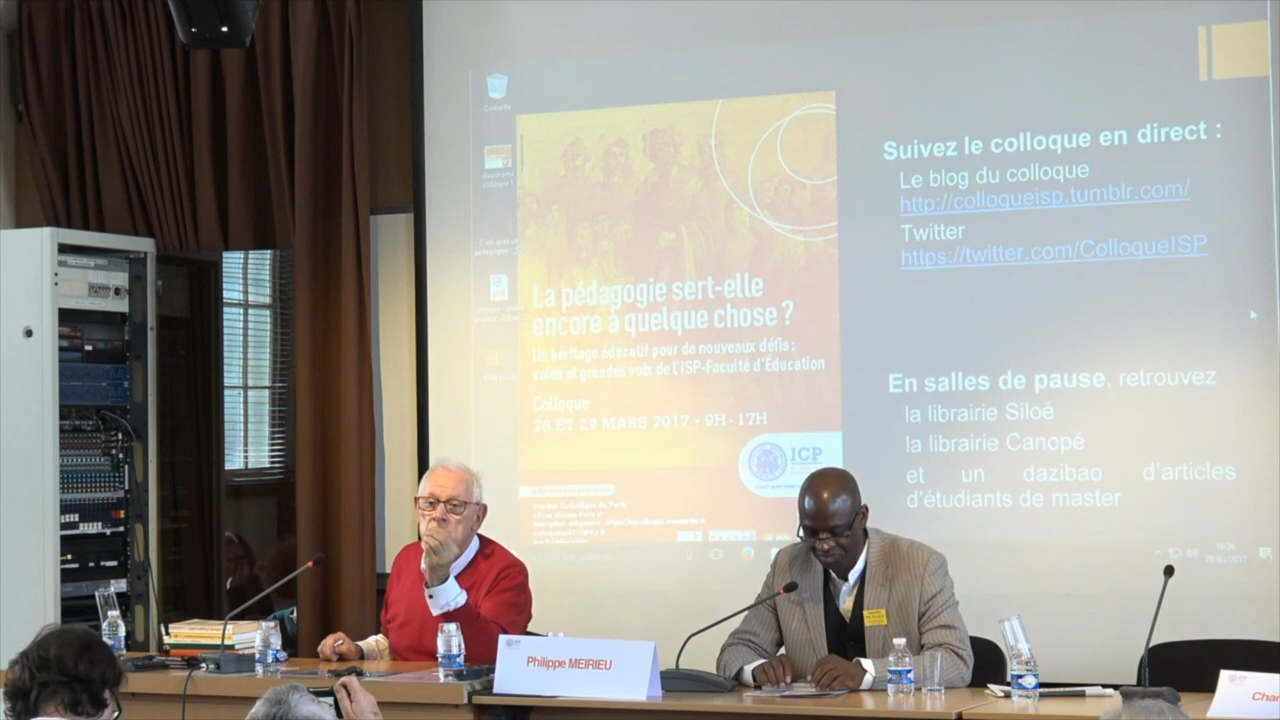 Corbeille
La pédagogie sert-elle
encore à quelque chose ?
Un héritage éducatif pour de nouveaux défis :
voies et grandes voix de l'ISP-Faculté d'Éducation
Colloque
28 ET 29 MARS 2017 • 9H - 17H
ICP
Suivez le colloque en direct :
Le blog du colloque
http://colloqueisp.tumblr.com/
Twitter
https://twitter.com/ColloqueISP
En salles de pause, retrouvez
la librairie Siloé
la librairie Canopé
et un dazibao d'articles
d'étudiants de master
Philippe MEIRIEU
Char